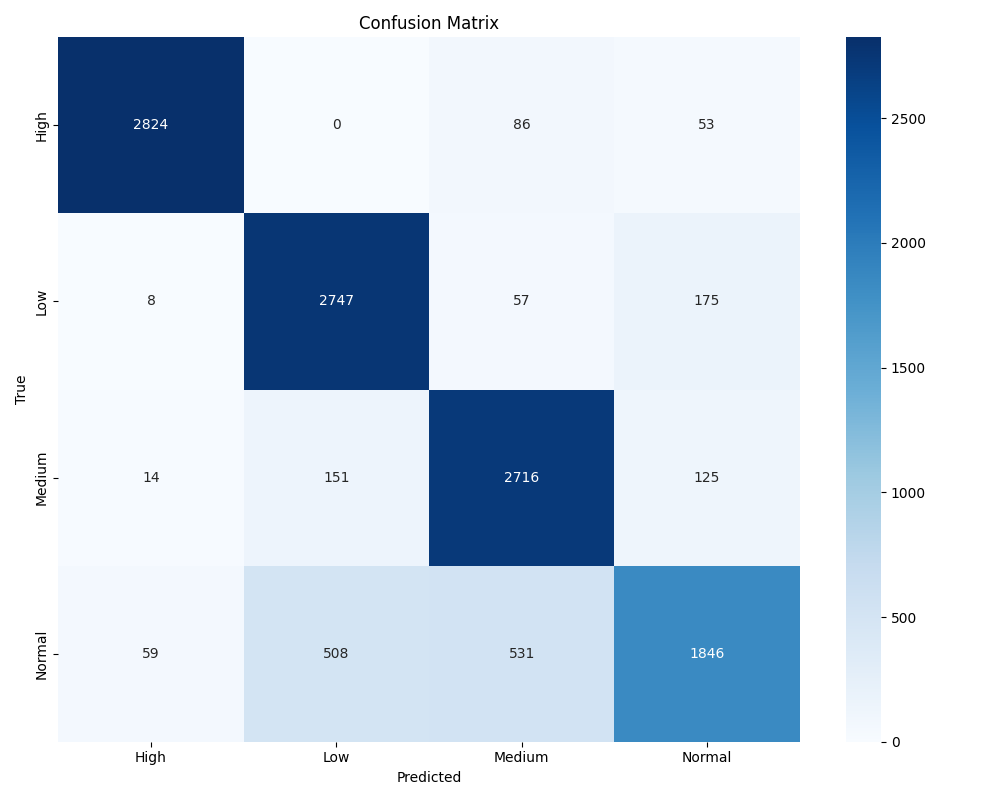 Confusion Matrix
High 2824 0 86 53
Low 8 2747 57 175
Medium 14 151 2716 125
Normal 59 508 531 1846
High Low Medium Normal
Predicted
True
2500
2000
1500
1000
500
0